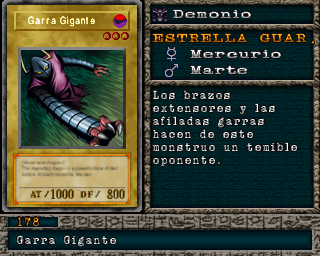 Garra Gigante
AT/1000 DF/ 800
Demonio
ESTRELLA GUAR.
Mercurio
Marte
Los brazos
extensores y las
afiladas garras
hacen de este
monstruo un temible
oponente.
178
Garra Gigante